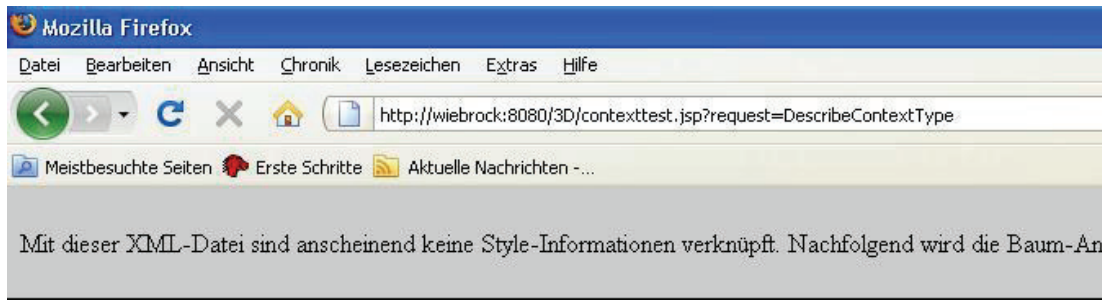 Mozilla Firefox
Datei Bearbeiten Ansicht Chronik Lesezeichen Extras Hilfe
http://wiebrock:8080/3D/contexttest.jsp?request=DescribeContextType
Meistbesuchte Seiten Erste Schritte Aktuelle Nachrichten -...
Mit dieser XML-Datei sind anscheinend keine Style-Informationen verknüpft. Nachfolgend wird die Baum-An